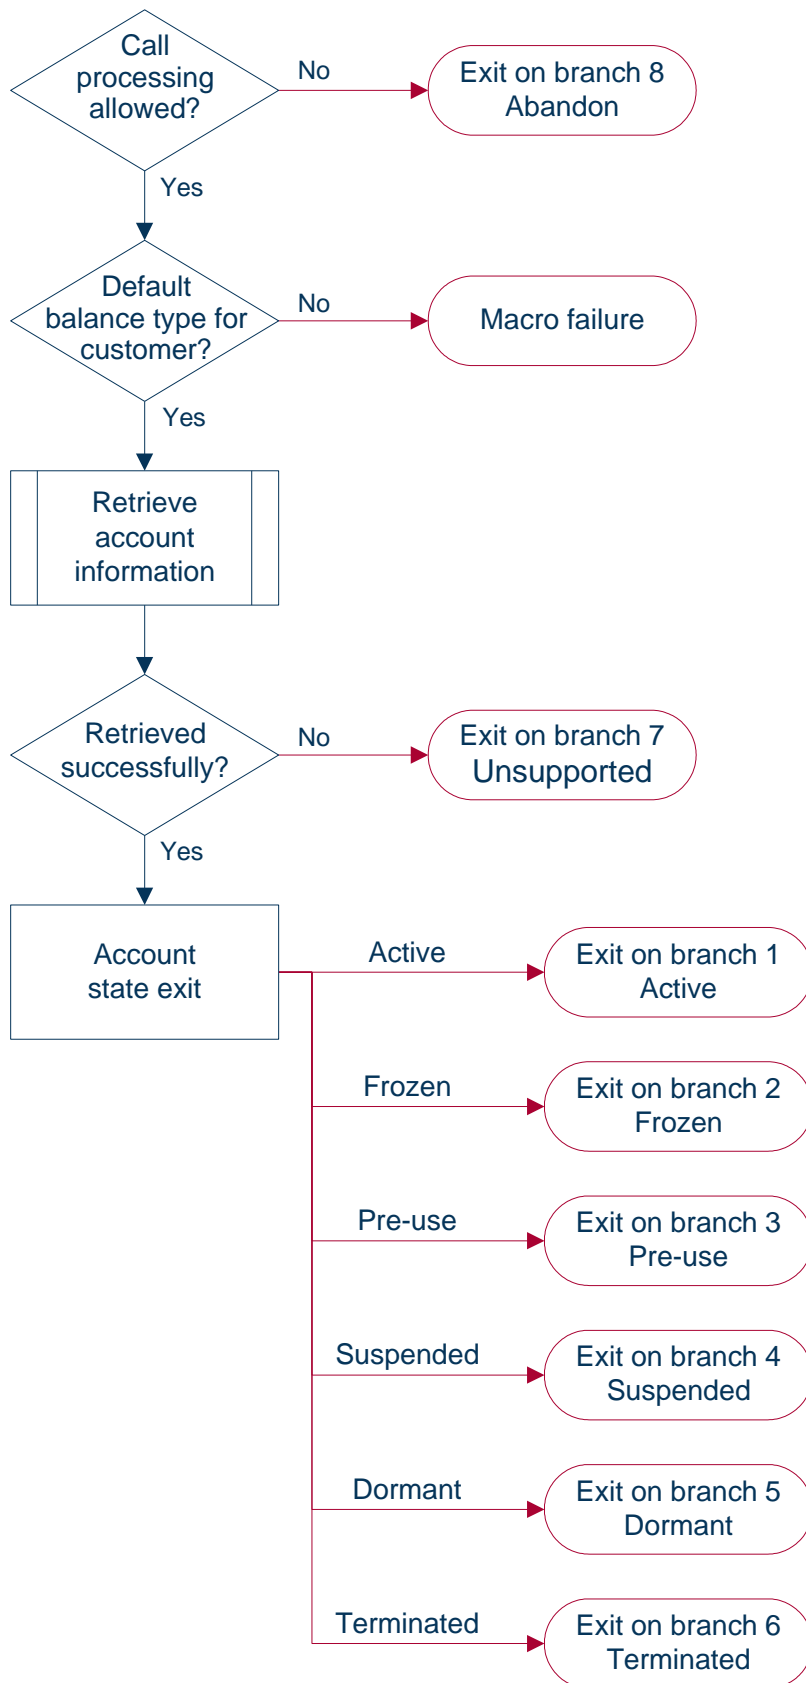 Call
processing
allowed?
No
Exit on branch 8
Abandon
Yes
Default
balance type for
customer?
No
Macro failure
Yes
Retrieve
account
information
Retrieved
successfully?
No
Exit on branch 7
Unsupported
Yes
Account
state exit
Active
Exit on branch 1
Active
Frozen
Exit on branch 2
Frozen
Pre-use
Exit on branch 3
Pre-use
Suspended
Exit on branch 4
Suspended
Dormant
Exit on branch 5
Dormant
Terminated
Exit on branch 6
Terminated